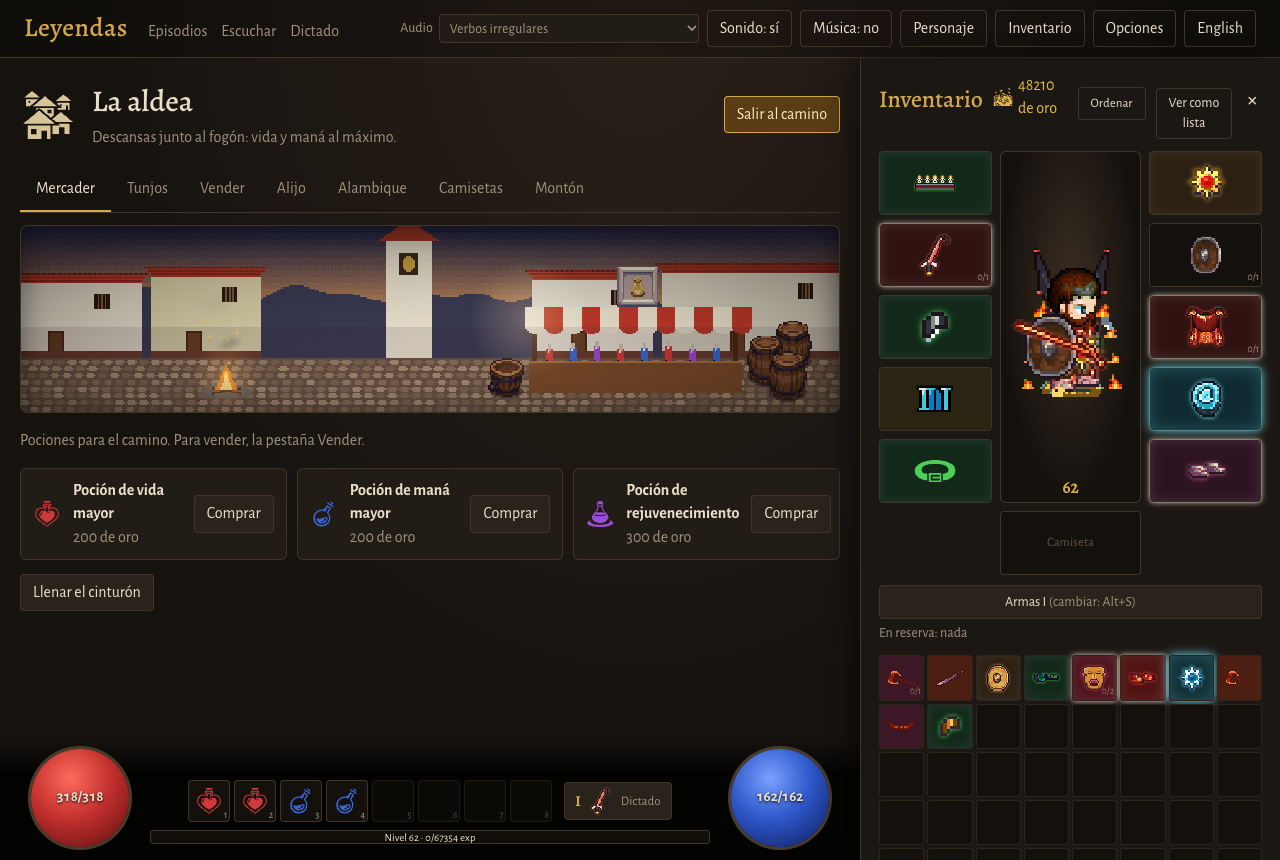 Leyendas
Episodios Escuchar Dictado
Audio Verbos irregulares
Sonido: sí
Música: no
Personaje
Inventario
Opciones
English
La aldea
Descansas junto al fogón: vida y maná al máximo.
Salir al camino
Mercader Tunjos Vender Alijo Alambique Camisetas Montón
Pociones para el camino. Para vender, la pestaña Vender.
Poción de vida
mayor
200 de oro
Comprar
Poción de maná
mayor
200 de oro
Comprar
Poción de
rejuvenecimiento
300 de oro
Comprar
Llenar el cinturón
318/318
1 2 3 4 5 6 7 8
I Dictado
162/162
Nivel 62 · 0/67354 exp
Inventario
48210
de oro
Ordenar
Ver como
lista
×
0/1
0/1
0/1
62
Camiseta
Armas I (cambiar: Alt+S)
En reserva: nada
0/1
0/2